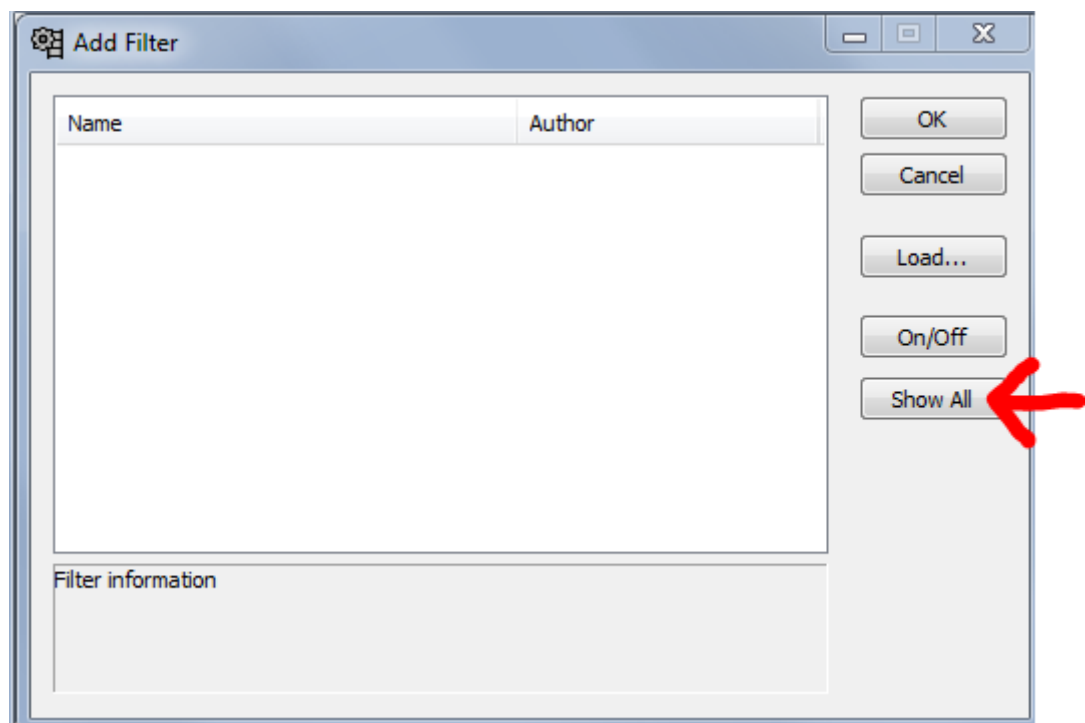 Add Filter
Name Author
OK
Cancel
Load...
On/Off
Show All
Filter information